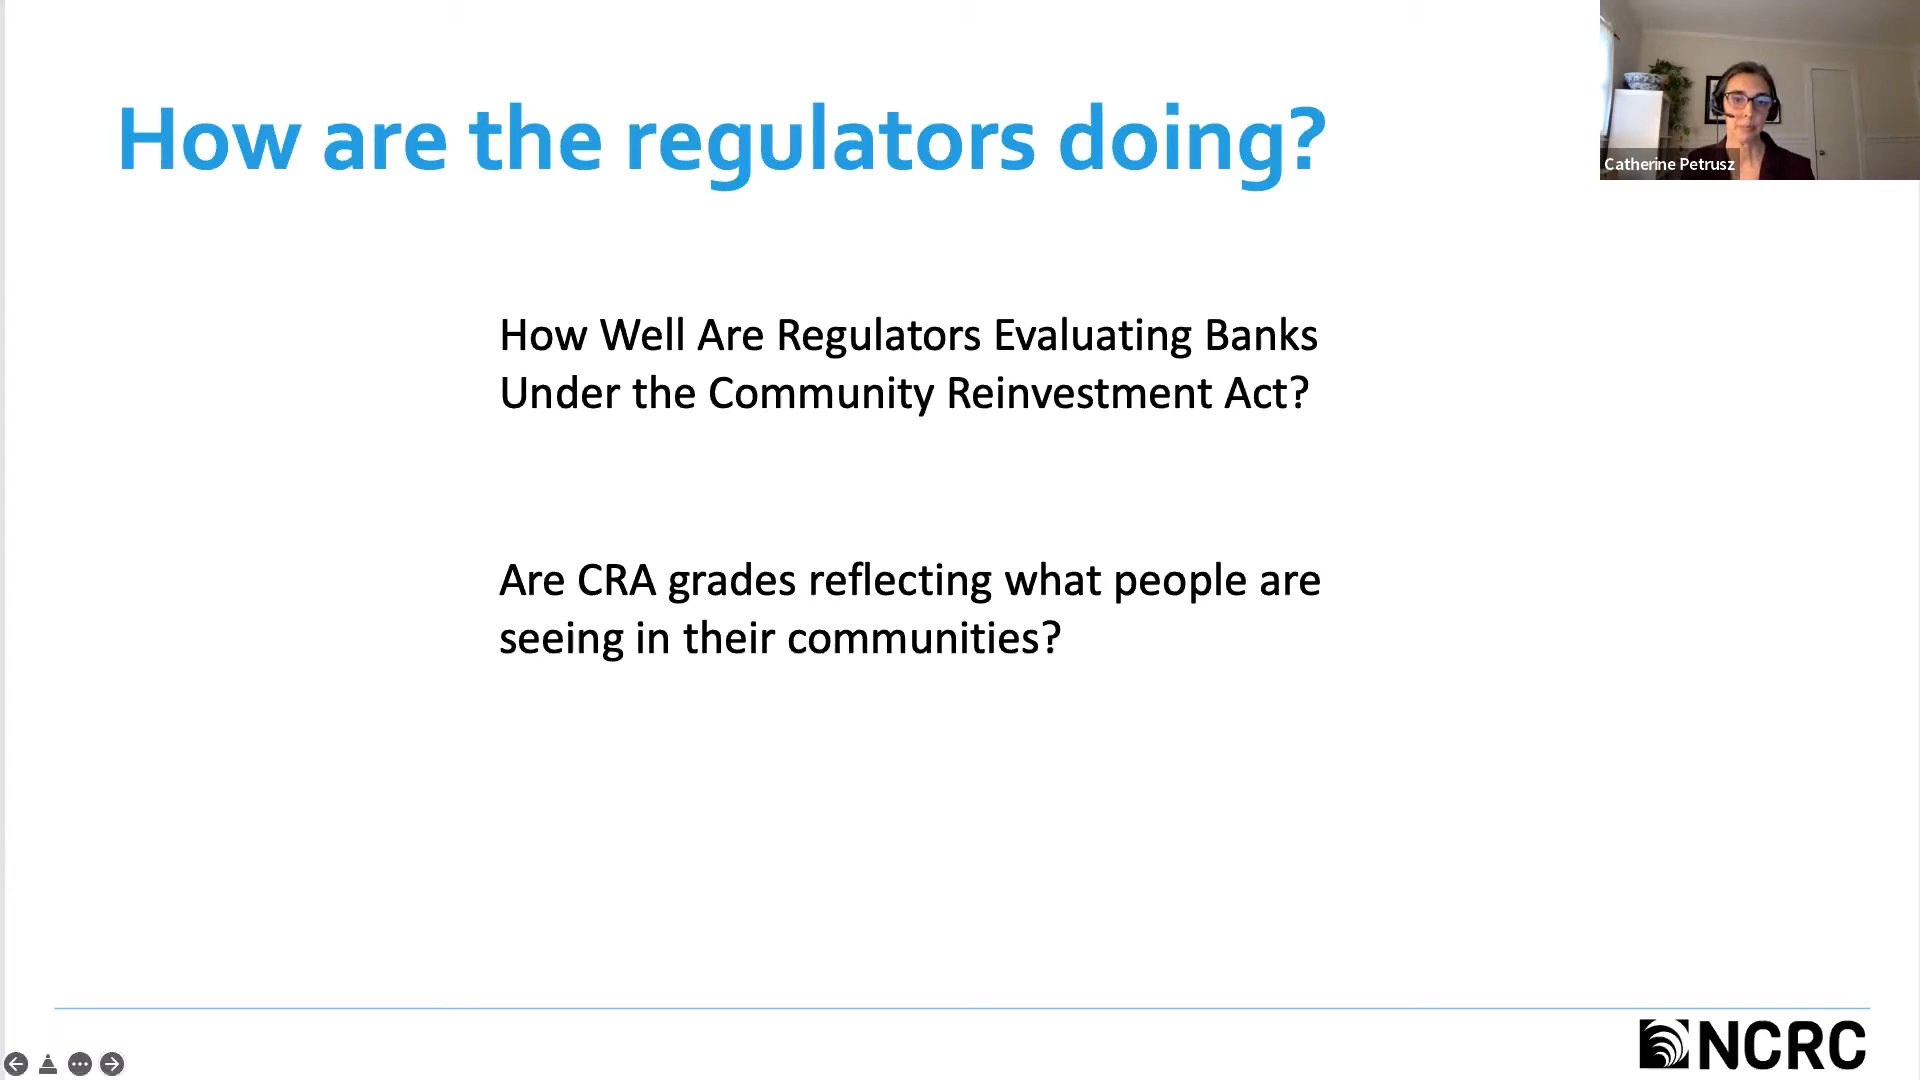 How are the regulators doing?
Catherine Petrusz
How Well Are Regulators Evaluating Banks
Under the Community Reinvestment Act?
Are CRA grades reflecting what people are
seeing in their communities?
NCRC